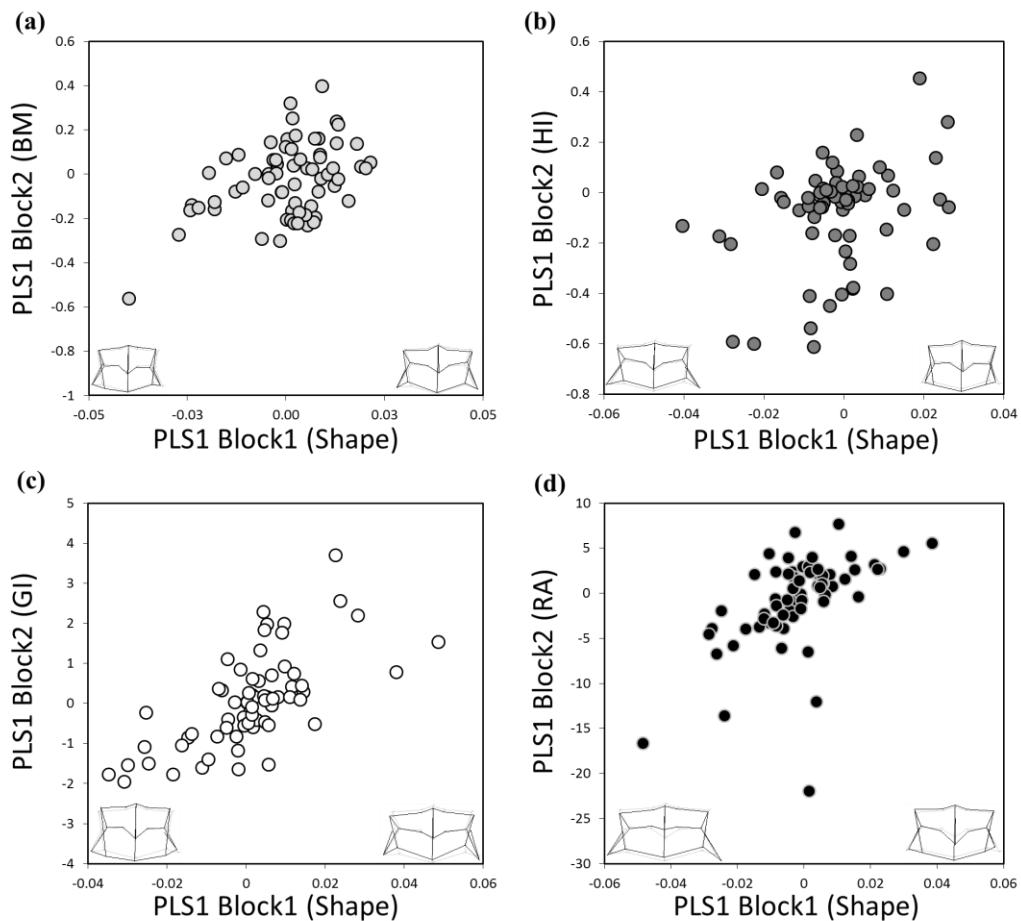 (a)
0.6
0.4
0.2
0
-0.2
-0.4
-0.6
-0.8
-1
PLS1 Block2 (BM)
-0.05 -0.03 0.00 0.03 0.05
PLS1 Block1 (Shape)
(b)
0.6
0.4
0.2
0
-0.2
-0.4
-0.6
-0.8
PLS1 Block2 (HI)
-0.06 -0.04 -0.02 0 0.02 0.04
PLS1 Block1 (Shape)
(c)
5
4
3
2
1
0
-1
-2
-3
-4
PLS1 Block2 (GI)
-0.04 -0.02 0 0.02 0.04 0.06
PLS1 Block1 (Shape)
(d)
10
5
0
-5
-10
-15
-20
-25
-30
PLS1 Block2 (RA)
-0.06 -0.04 -0.02 0 0.02 0.04 0.06
PLS1 Block1 (Shape)